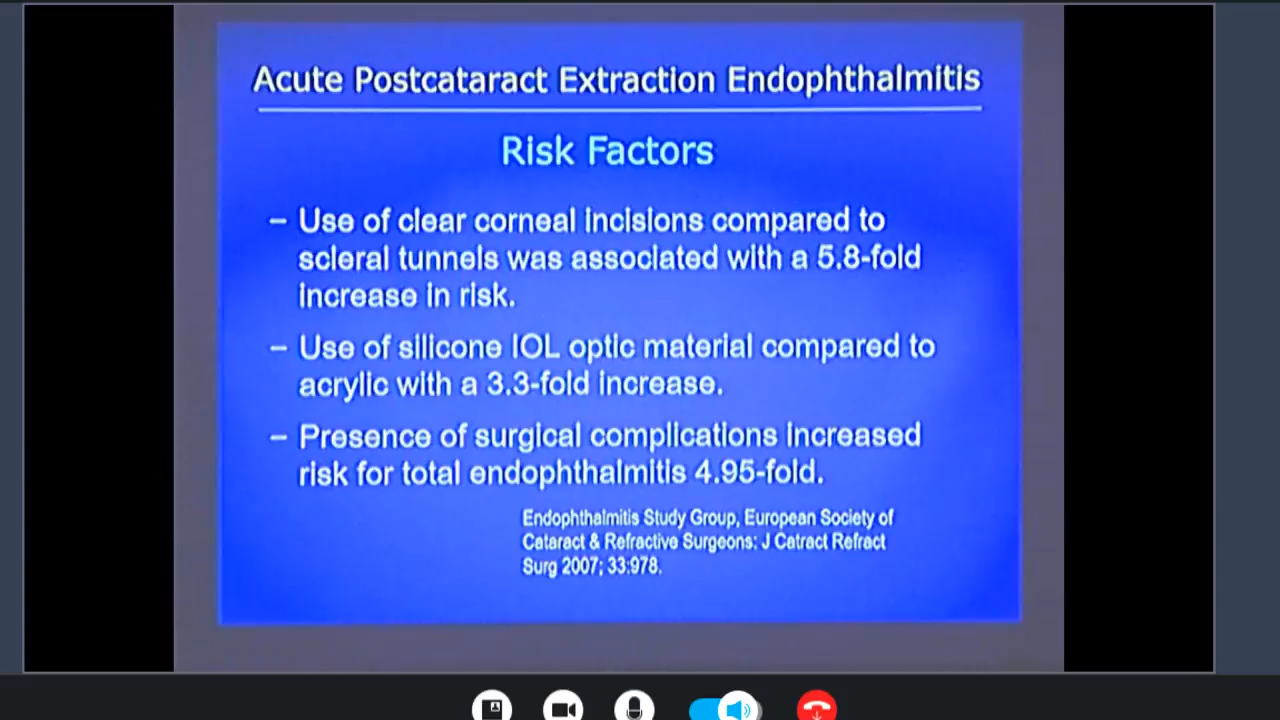 Acute Postcataract Extraction Endophthalmitis
Risk Factors
– Use of clear corneal incisions compared to
scleral tunnels was associated with a 5.8-fold
increase in risk.
– Use of silicone IOL optic material compared to
acrylic with a 3.3-fold increase.
– Presence of surgical complications increased
risk for total endophthalmitis 4.95-fold.
Endophthalmitis Study Group, European Society of
Cataract & Refractive Surgeons: J Catract Refract
Surg 2007; 33:978.